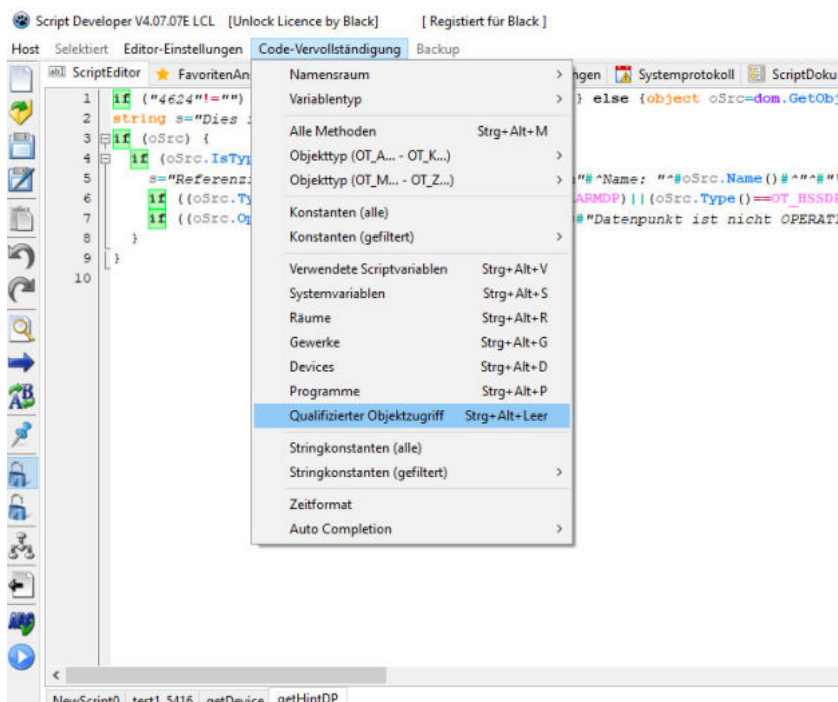 Script Developer V4.07.07E LCL [Unlock Licence by Black] [ Registiert für Black ]
Host Selektiert Editor-Einstellungen Code-Vervollständigung Backup
ScriptEditor FavoritenAn ngen Systemprotokoll ScriptDoku
1 if ("4624"!="") } else {object oSrc=dom.GetObj
2 string s="Dies
3 if (oSrc) {
4 if (oSrc.IsTyp
5 s="Referenz "#^Name: "^#oSrc.Name()#^"^#"
6 if ((oSrc.Ty ARMDP)||(oSrc.Type()==OT_HSSDP
7 if ((oSrc.Op #"Datenpunkt ist nicht OPERATI
8 }
9 }
10
Namensraum
Variablentyp
Alle Methoden Strg+Alt+M
Objekttyp (OT_A... - OT_K...)
Objekttyp (OT_M... - OT_Z...)
Konstanten (alle)
Konstanten (gefiltert)
Verwendete Scriptvariablen Strg+Alt+V
Systemvariablen Strg+Alt+S
Räume Strg+Alt+R
Gewerke Strg+Alt+G
Devices Strg+Alt+D
Programme Strg+Alt+P
Qualifizierter Objektzugriff Strg+Alt+Leer
Stringkonstanten (alle)
Stringkonstanten (gefiltert)
Zeitformat
Auto Completion
NewScript0 test1_5416 getDevice getHintDP